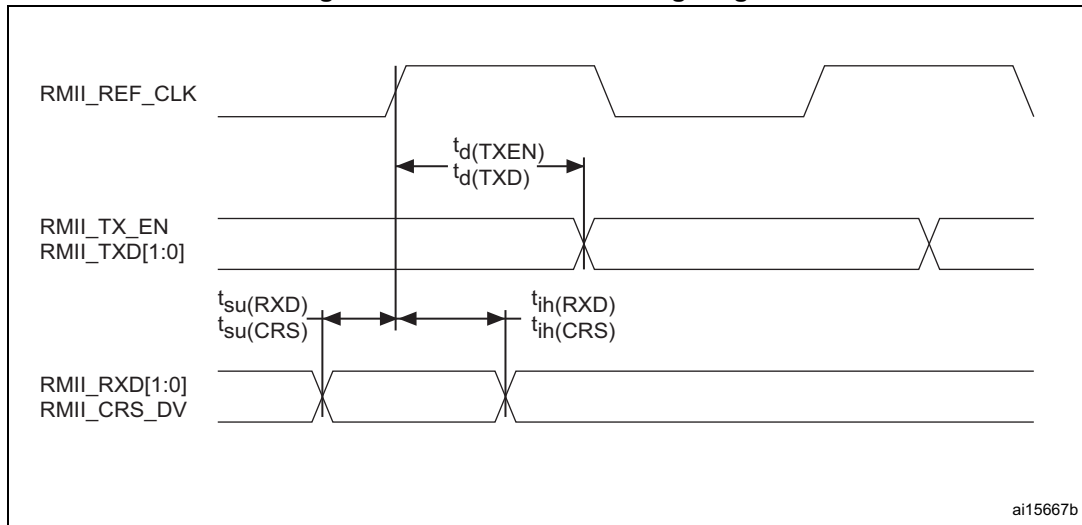 RMII_REF_CLK
td(TXEN)
td(TXD)
RMII_TX_EN
RMII_TXD[1:0]
tsu(RXD)
tsu(CRS)
tih(RXD)
tih(CRS)
RMII_RXD[1:0]
RMII_CRS_DV
ai15667b